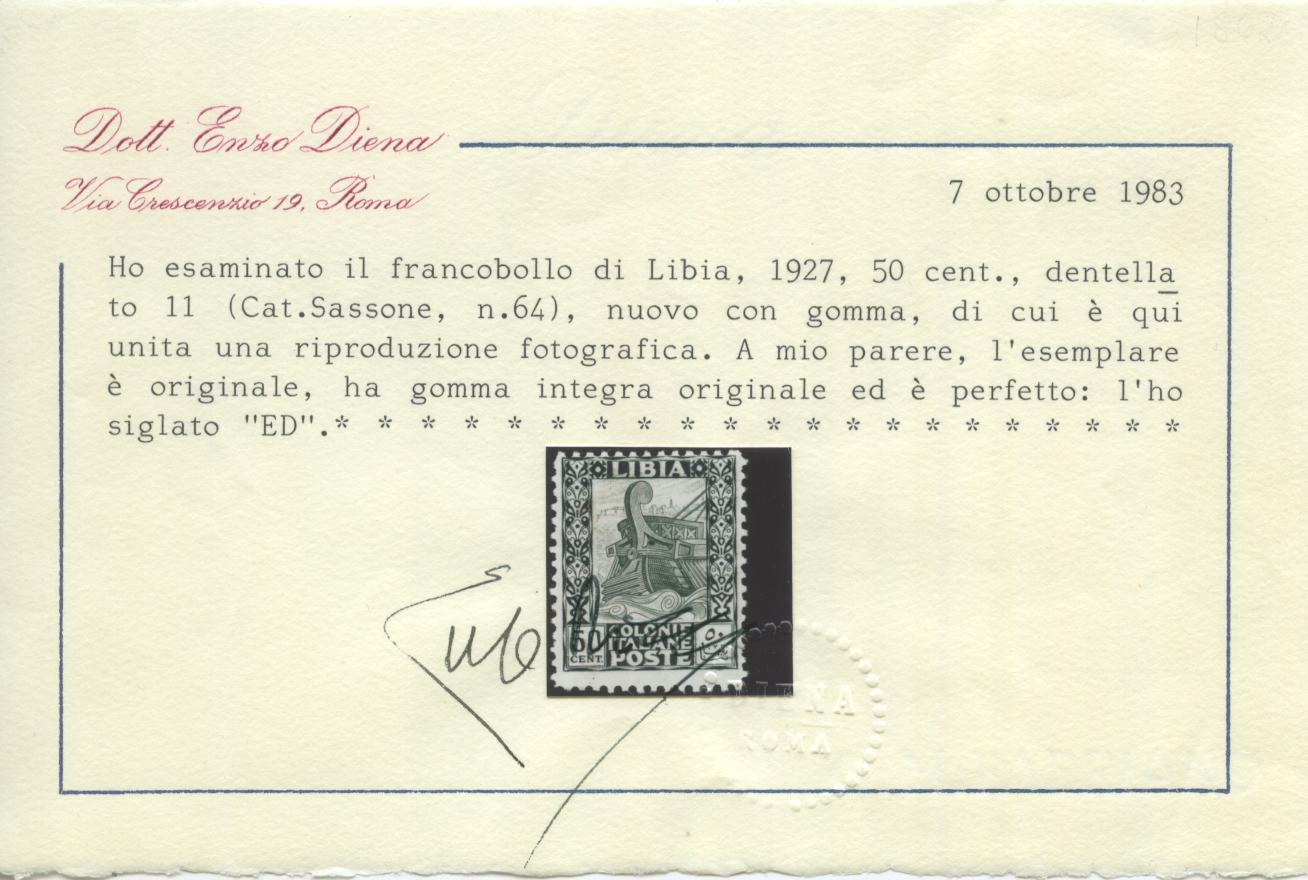 Dott. Enzo Diena
Via Crescenzio 19, Roma
7 ottobre 1983
Ho esaminato il francobollo di Libia, 1927, 50 cent., dentella
to 11 (Cat.Sassone, n.64), nuovo con gomma, di cui è qui
unita una riproduzione fotografica. A mio parere, l'esemplare
è originale, ha gomma integra originale ed è perfetto: l'ho
siglato "ED".* * * * * * * * * * * * * * * * * * * *
LIBIA
50
CENT.
COLONIE
ITALIANE
POSTE